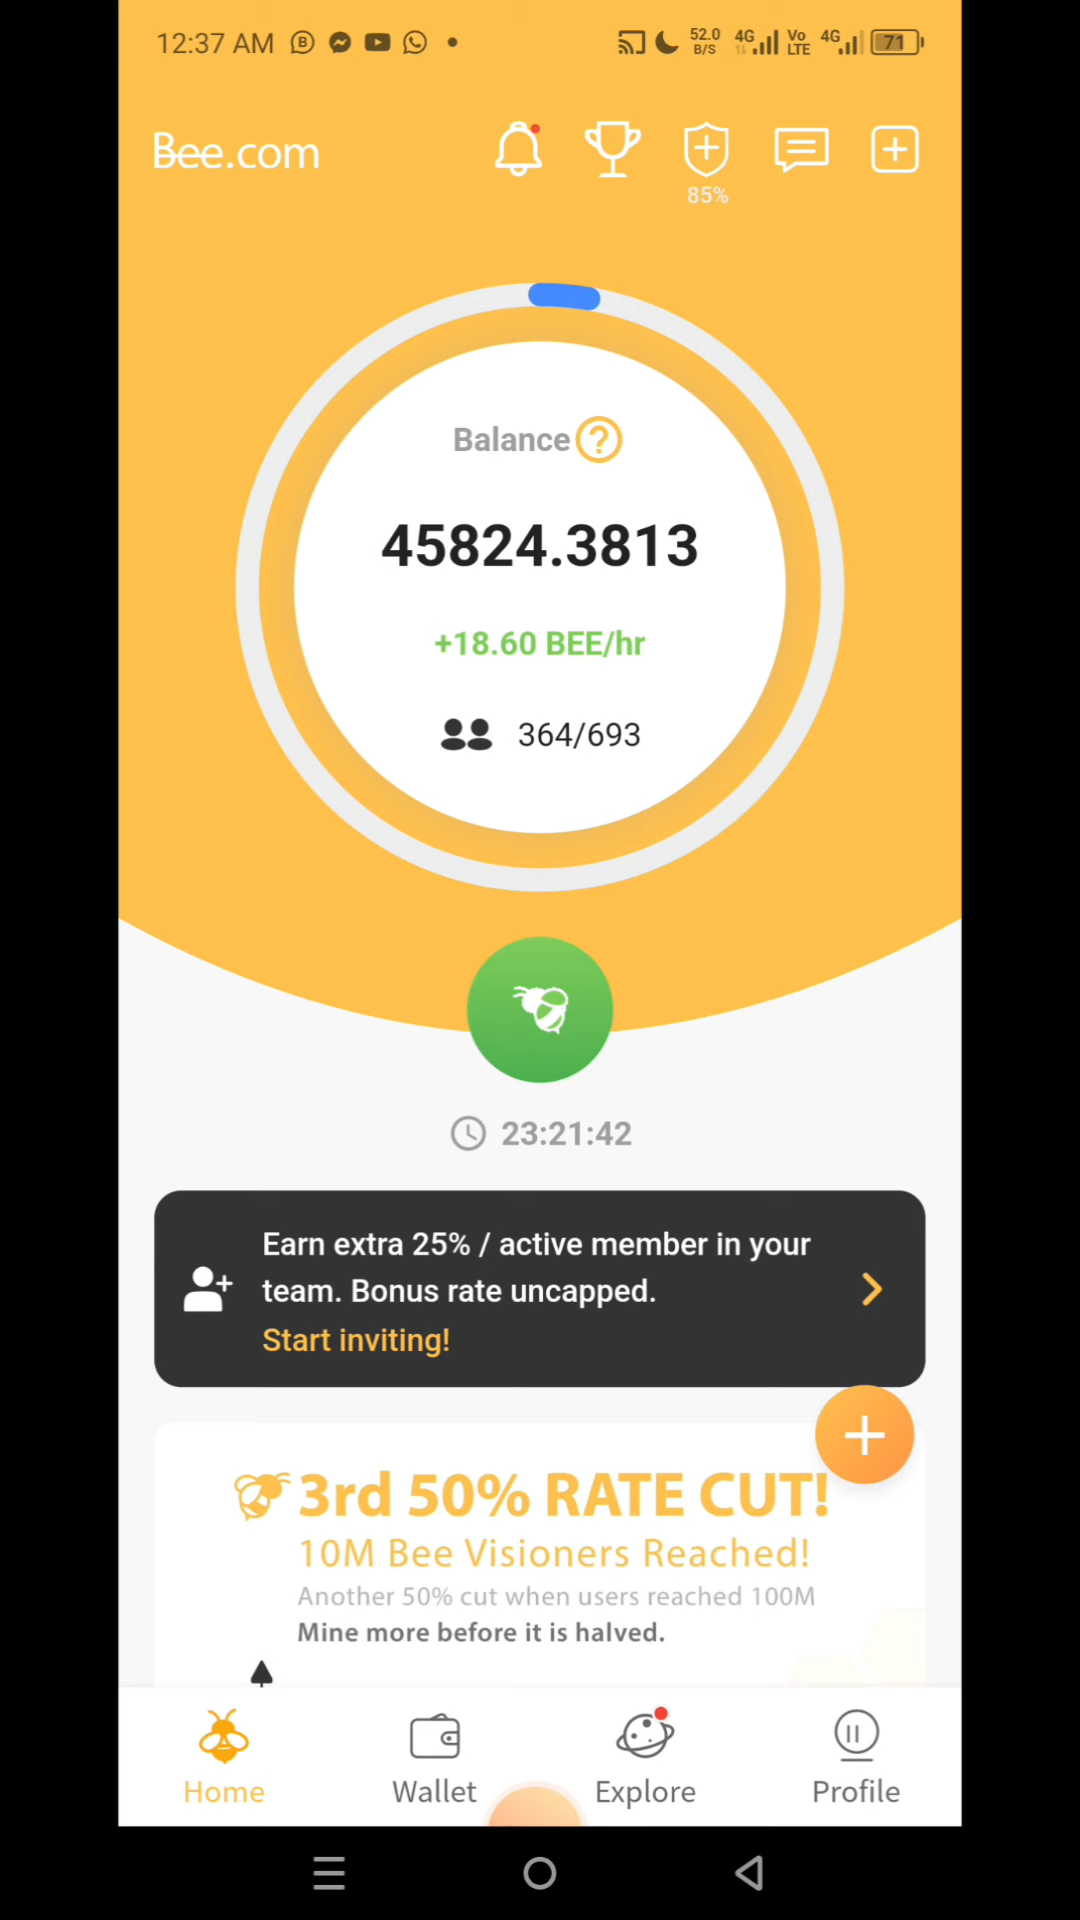 12:37 AM
52.0 B/S
4G
Vo LTE
4G
71
Bee.com
85%
Balance
45824.3813
+18.60 BEE/hr
364/693
23:21:42
Earn extra 25% / active member in your
team. Bonus rate uncapped.
Start inviting!
3rd 50% RATE CUT!
10M Bee Visioners Reached!
Another 50% cut when users reached 100M
Mine more before it is halved.
Home
Wallet
Explore
Profile